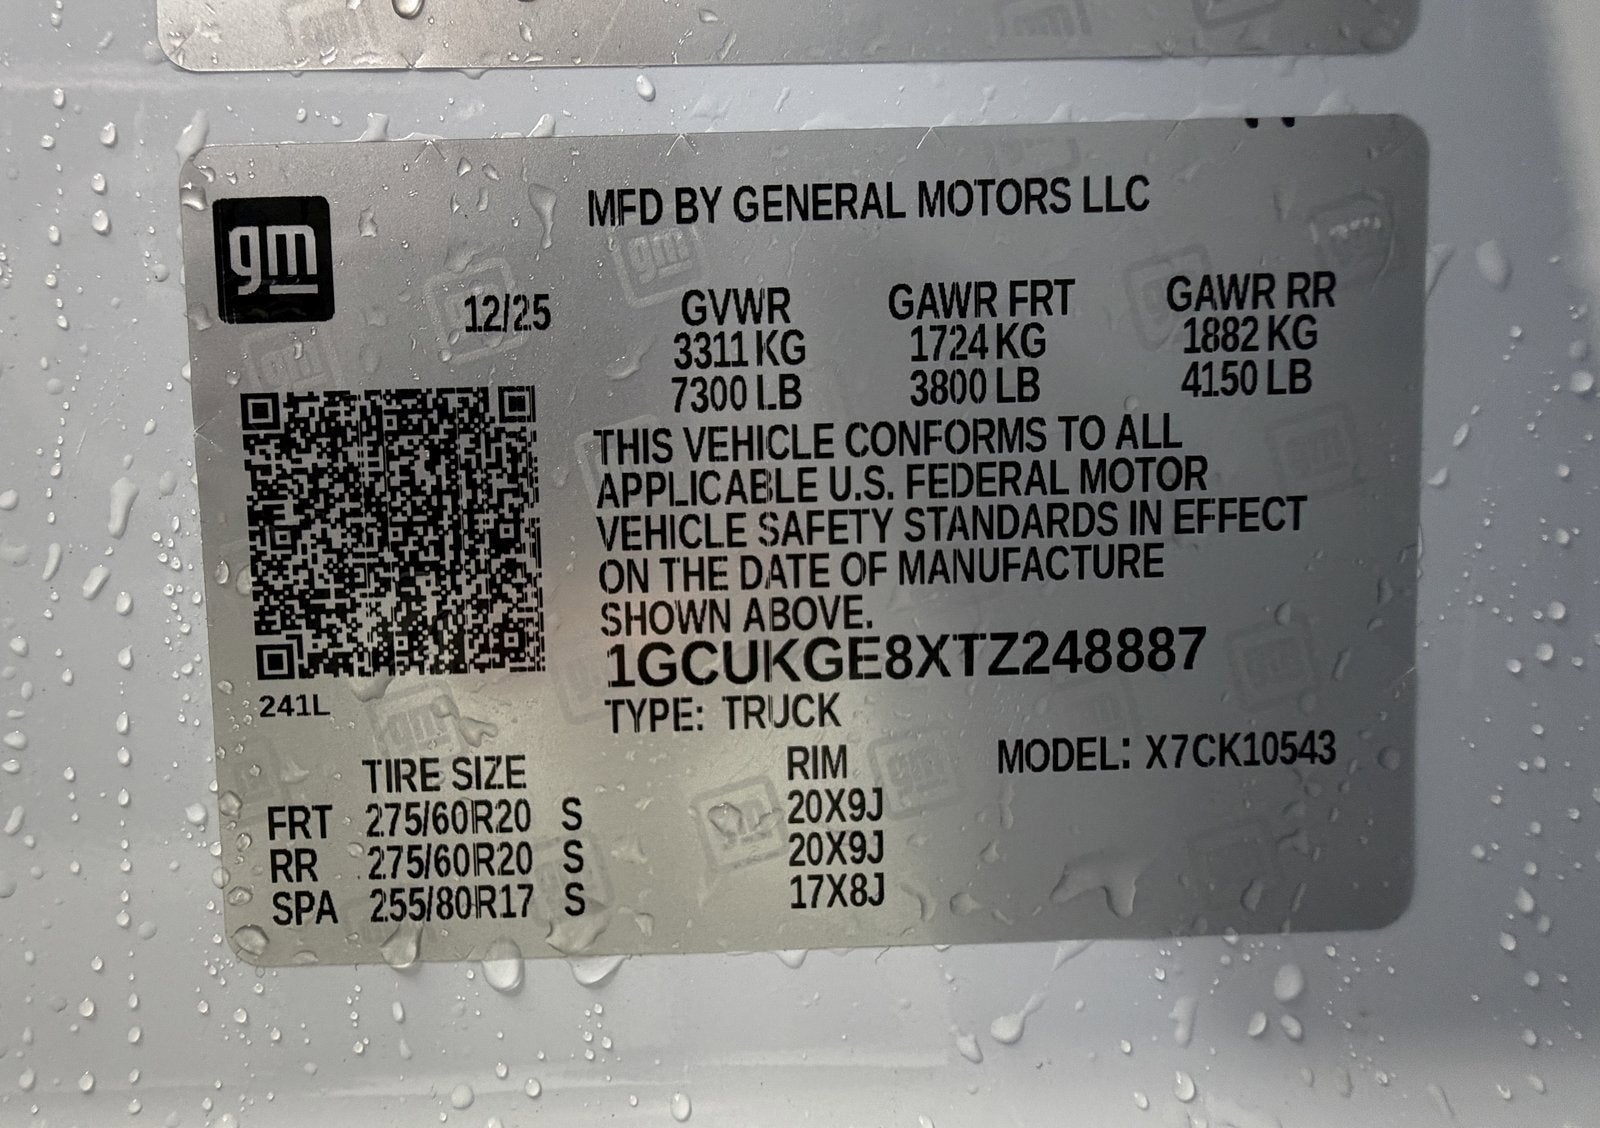 gm
MFD BY GENERAL MOTORS LLC
12/25
GVWR GAWR FRT GAWR RR
3311 KG 1724 KG 1882 KG
7300 LB 3800 LB 4150 LB
THIS VEHICLE CONFORMS TO ALL
APPLICABLE U.S. FEDERAL MOTOR
VEHICLE SAFETY STANDARDS IN EFFECT
ON THE DATE OF MANUFACTURE
SHOWN ABOVE.
1GCUKGE8XTZ248887
241L
TYPE: TRUCK
MODEL: X7CK10543
TIRE SIZE RIM
FRT 275/60R20 S 20X9J
RR 275/60R20 S 20X9J
SPA 255/80R17 S 17X8J